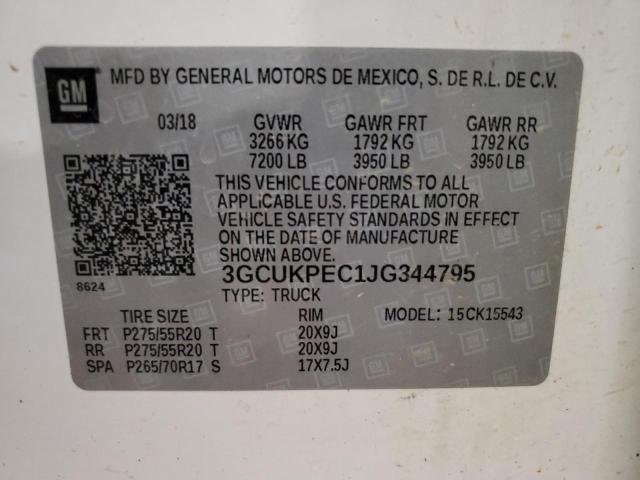 GM MFD BY GENERAL MOTORS DE MEXICO, S. DE R.L. DE C.V.
03/18 GVWR GAWR FRT GAWR RR
3266 KG 1792 KG 1792 KG
7200 LB 3950 LB 3950 LB
THIS VEHICLE CONFORMS TO ALL
APPLICABLE U.S. FEDERAL MOTOR
VEHICLE SAFETY STANDARDS IN EFFECT
ON THE DATE OF MANUFACTURE
SHOWN ABOVE.
8624
3GCUKPEC1JG344795
TYPE: TRUCK
TIRE SIZE RIM MODEL: 15CK15543
FRT P275/55R20 T 20X9J
RR P275/55R20 T 20X9J
SPA P265/70R17 S 17X7.5J